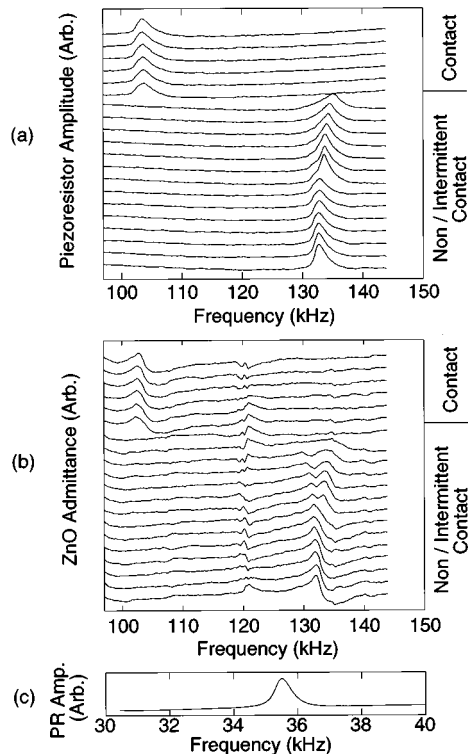 (a)
Piezoresistor Amplitude (Arb.)
Contact
Non / Intermittent
Contact
100 110 120 130 140 150
Frequency (kHz)
(b)
ZnO Admittance (Arb.)
Contact
Non / Intermittent
Contact
100 110 120 130 140 150
Frequency (kHz)
(c)
PR Amp.
(Arb.)
30 32 34 36 38 40
Frequency (kHz)